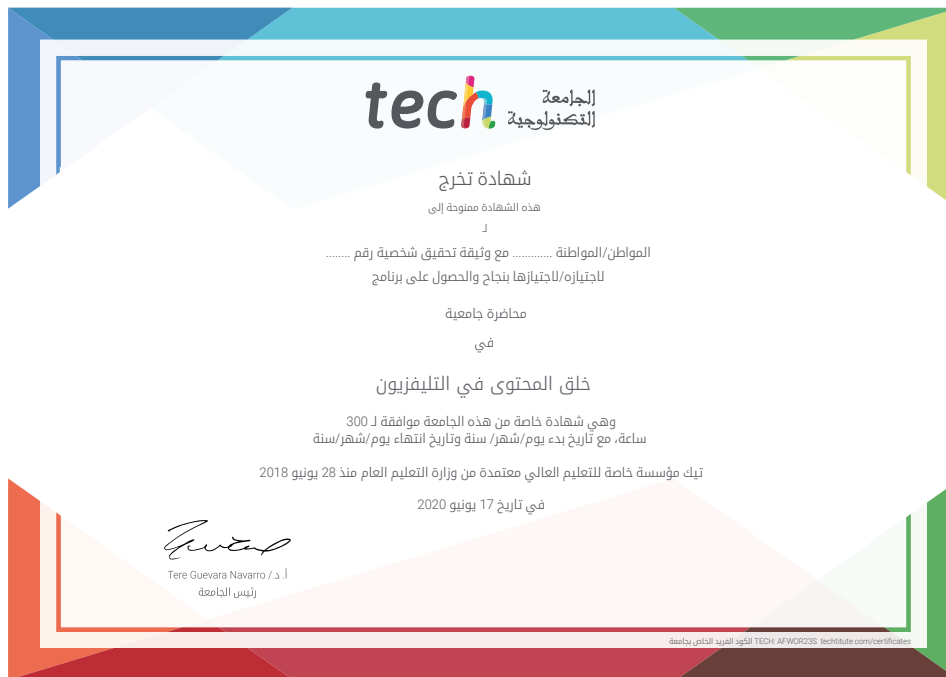 tech الجامعة
التكنولوجية
شهادة تخرج
هذه الشهادة ممنوحة إلى
لـ
المواطن/المواطنة ............ مع وثيقة تحقيق شخصية رقم ........
لاجتيازه/لاجتيازها بنجاح والحصول على برنامج
محاضرة جامعية
في
خلق المحتوى في التليفزيون
وهي شهادة خاصة من هذه الجامعة موافقة لـ 300
ساعة، مع تاريخ بدء يوم/شهر/ سنة وتاريخ انتهاء يوم/شهر/سنة
تيك مؤسسة خاصة للتعليم العالي معتمدة من وزارة التعليم العام منذ 28 يونيو 2018
في تاريخ 17 يونيو 2020
أ. د./ Tere Guevara Navarro
رئيس الجامعة
الكود الفريد الخاص بجامعة TECH: AFWOR23S techtitute.com/certificates